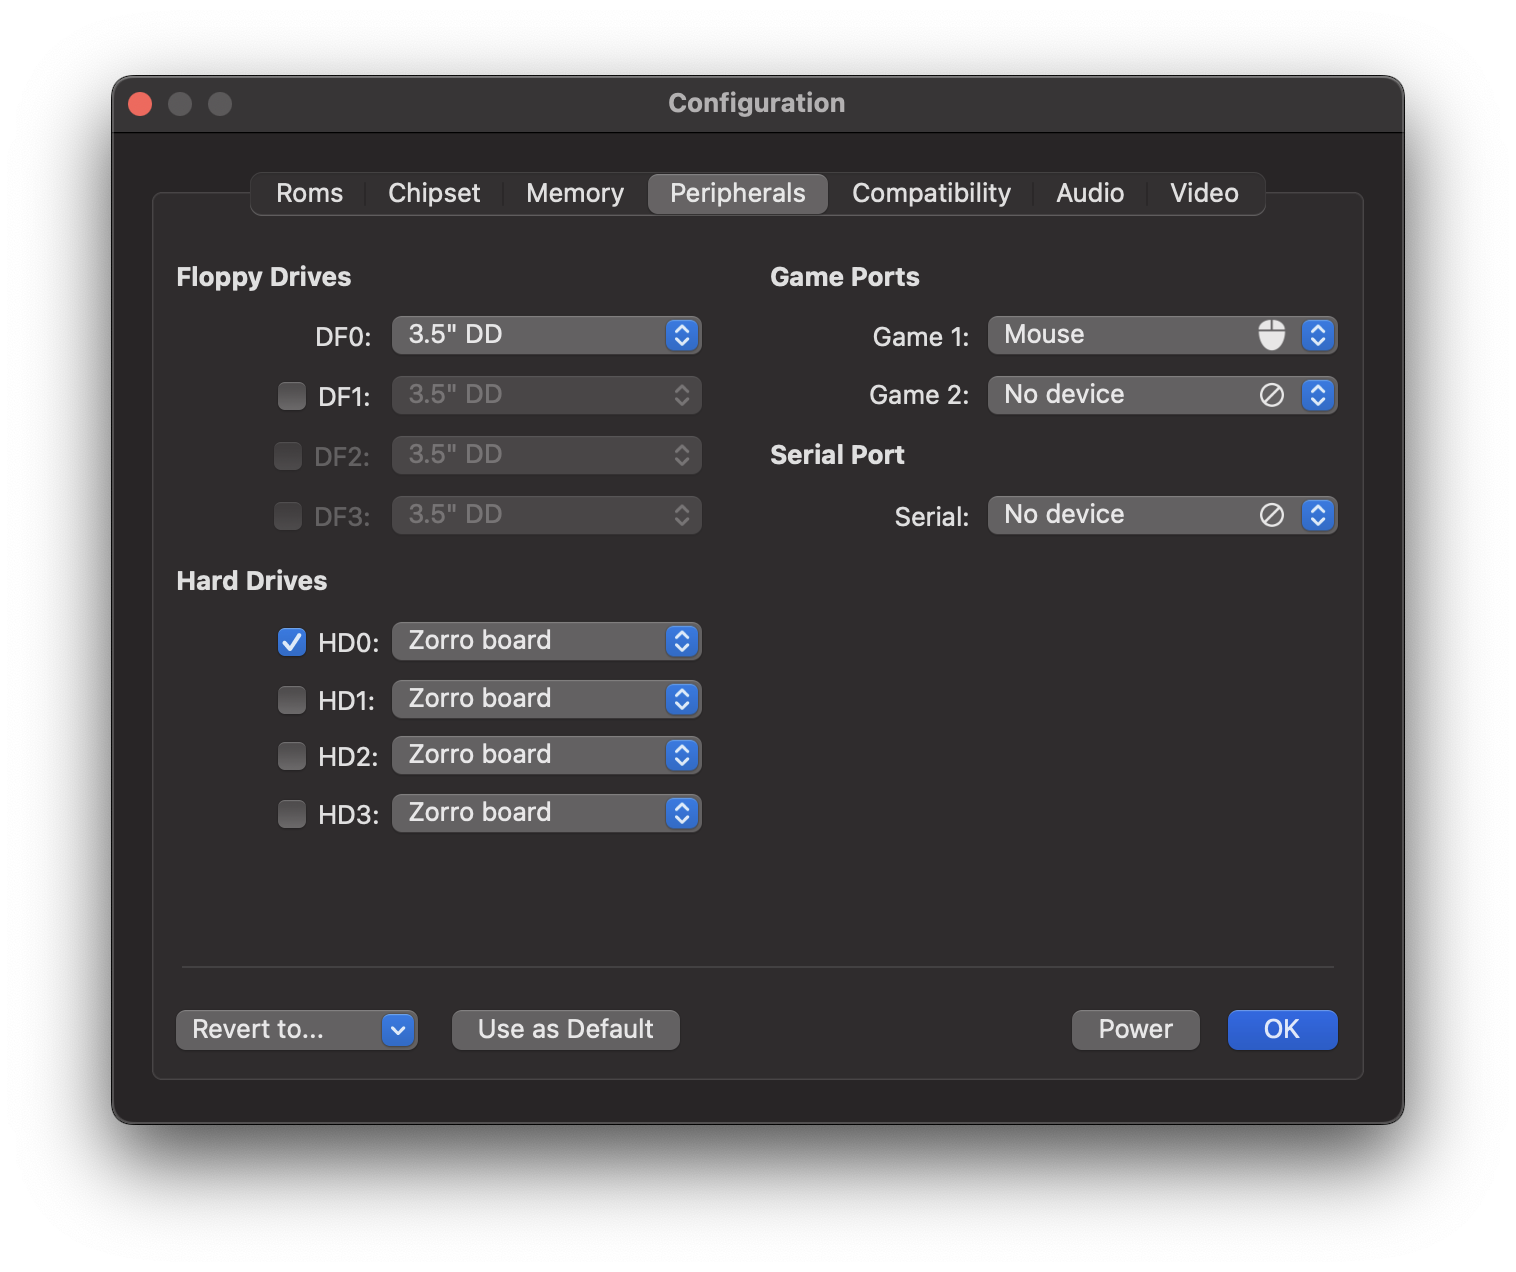 Configuration
Roms Chipset Memory Peripherals Compatibility Audio Video
Floppy Drives
DF0: 3.5" DD
DF1: 3.5" DD
DF2: 3.5" DD
DF3: 3.5" DD
Hard Drives
HD0: Zorro board
HD1: Zorro board
HD2: Zorro board
HD3: Zorro board
Game Ports
Game 1: Mouse
Game 2: No device
Serial Port
Serial: No device
Revert to... Use as Default Power OK